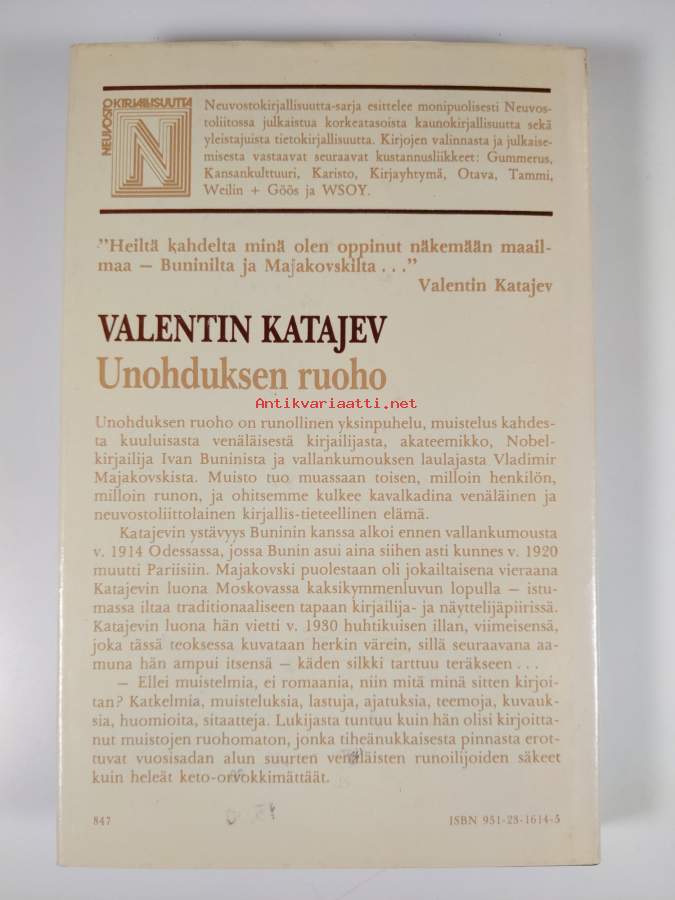 NEUVOSTOKIRJALLISUUTTA
N
Neuvostokirjallisuutta-sarja esittelee monipuolisesti Neuvos-
toliitossa julkaistua korkeatasoista kaunokirjallisuutta sekä
yleistajuista tietokirjallisuutta. Kirjojen valinnasta ja julkaise-
misesta vastaavat seuraavat kustannusliikkeet: Gummerus,
Kansankulttuuri, Karisto, Kirjayhtymä, Otava, Tammi,
Weilin + Göös ja WSOY.
"Heiltä kahdelta minä olen oppinut näkemään maail-
maa – Buninilta ja Majakovskilta . . ."
Valentin Katajev
VALENTIN KATAJEV
Unohduksen ruoho
Antikvariaatti.net
Unohduksen ruoho on runollinen yksinpuhelu, muistelus kahdes-
ta kuuluisasta venäläisestä kirjailijasta, akateemikko, Nobel-
kirjailija Ivan Buninista ja vallankumouksen laulajasta Vladimir
Majakovskista. Muisto tuo muassaan toisen, milloin henkilön,
milloin runon, ja ohitsemme kulkee kavalkadina venäläinen ja
neuvostoliittolainen kirjallis-tieteellinen elämä.
Katajevin ystävyys Buninin kanssa alkoi ennen vallankumousta
v. 1914 Odessassa, jossa Bunin asui aina siihen asti kunnes v. 1920
muutti Pariisiin. Majakovski puolestaan oli jokailtaisena vieraana
Katajevin luona Moskovassa kaksikymmenluvun lopulla – istu-
massa iltaa traditionaaliseen tapaan kirjailija- ja näyttelijäpiirissä.
Katajevin luona hän vietti v. 1930 huhtikuisen illan, viimeisensä,
joka tässä teoksessa kuvataan herkin värein, sillä seuraavana aa-
muna hän ampui itsensä – käden silkki tarttuu teräkseen . . .
– Ellei muistelmia, ei romaania, niin mitä minä sitten kirjoi-
tan? Katkelmia, muisteluksia, lastuja, ajatuksia, teemoja, kuvauk-
sia, huomioita, sitaatteja. Lukijasta tuntuu kuin hän olisi kirjoitta-
nut muistojen ruohomaton, jonka tiheänukkaisesta pinnasta erot-
tuvat vuosisadan alun suurten venäläisten runoilijoiden säkeet
kuin heleät keto-orvokkimättäät.
847
ISBN 951-23-1614-5